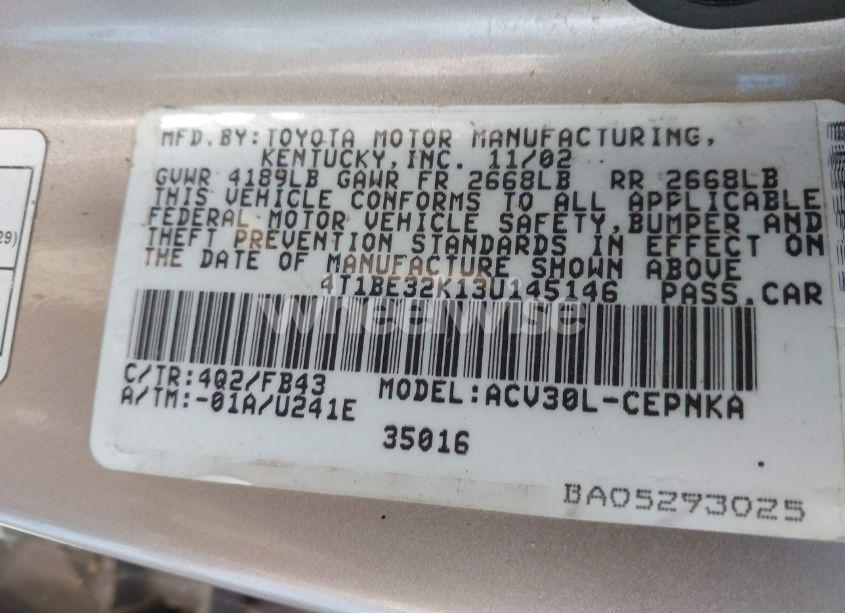 MFD.BY:TOYOTA MOTOR MANUFACTURING,
KENTUCKY,INC. 11/02
GVWR 4189LB GAWR FR 2668LB RR 2668LB
THIS VEHICLE CONFORMS TO ALL APPLICABLE
FEDERAL MOTOR VEHICLE SAFETY,BUMPER AND
THEFT PREVENTION STANDARDS IN EFFECT ON
THE DATE OF MANUFACTURE SHOWN ABOVE
4T1BE32K13U145146 PASS.CAR
Wheelwise
C/TR:4Q2/FB43 MODEL:ACV30L-CEPNKA
A/TM:-01A/U241E
35016
BA05293025
29)